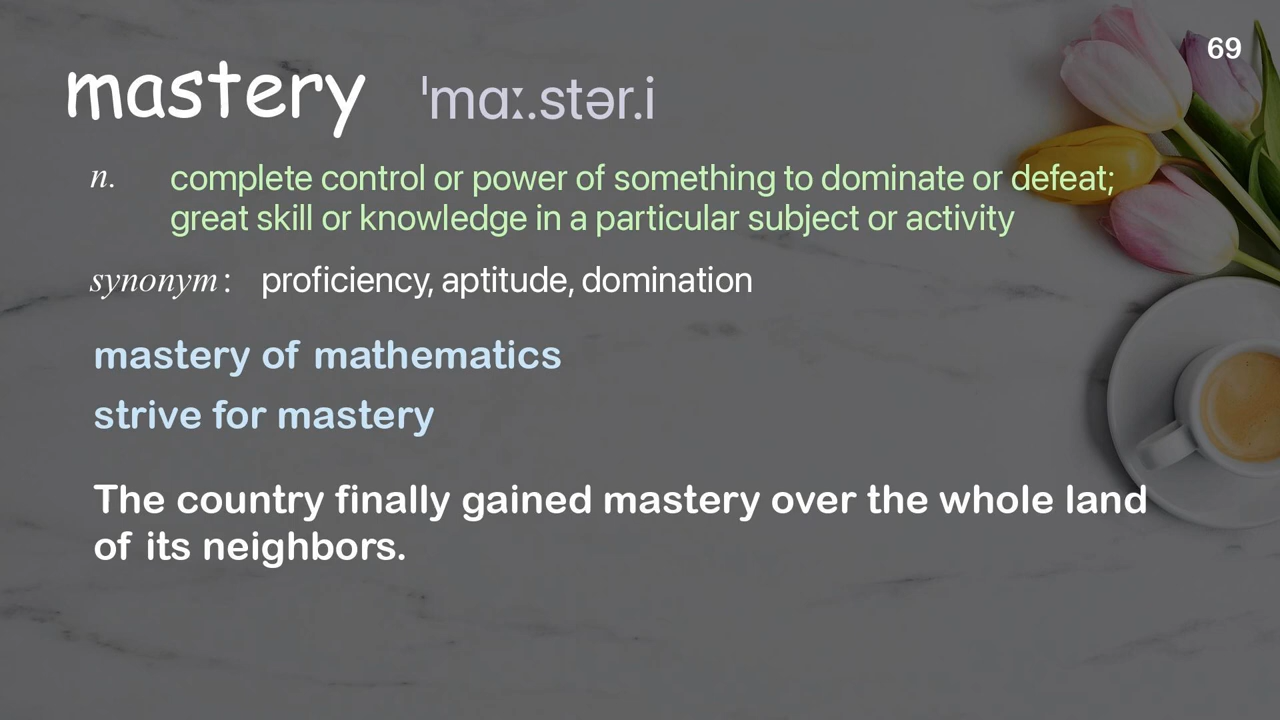 69
mastery ˈmɑː.stər.i
n. complete control or power of something to dominate or defeat;
great skill or knowledge in a particular subject or activity
synonym: proficiency, aptitude, domination
mastery of mathematics
strive for mastery
The country finally gained mastery over the whole land
of its neighbors.